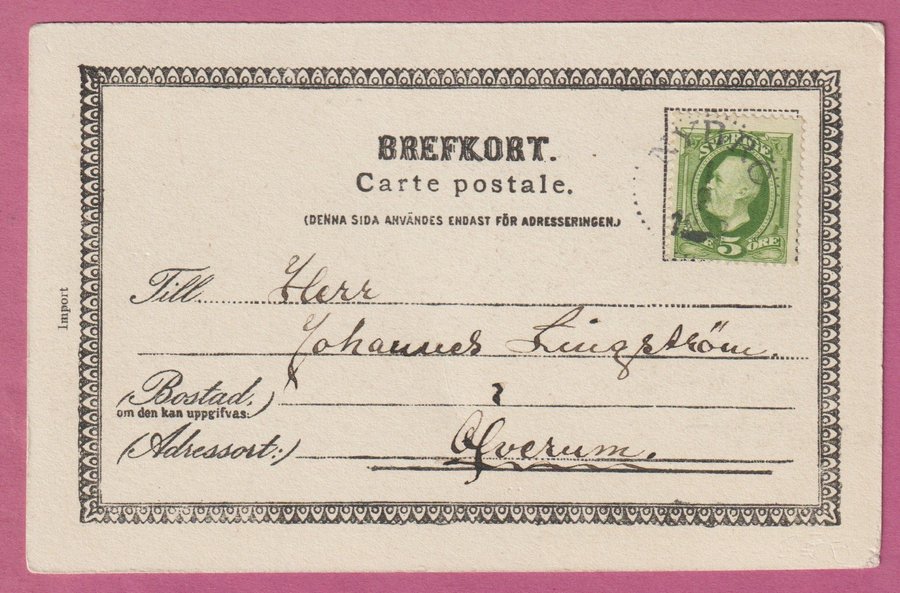 BREFKORT.
Carte postale.
(DENNA SIDA ANVÄNDES ENDAST FÖR ADRESSERINGEN.)
SVERIGE
5 ÖRE
Till Herr
Johannes Ljungström.
(Bostad,
om den kan uppgifvas:)
i
(Adressort:) Öfverum.
Import